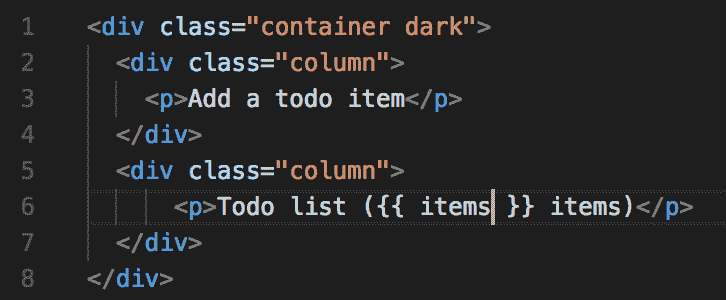 1 <div class="container dark">
2   <div class="column">
3     <p>Add a todo item</p>
4   </div>
5   <div class="column">
6       <p>Todo list ({{ items }} items)</p>
7   </div>
8 </div>